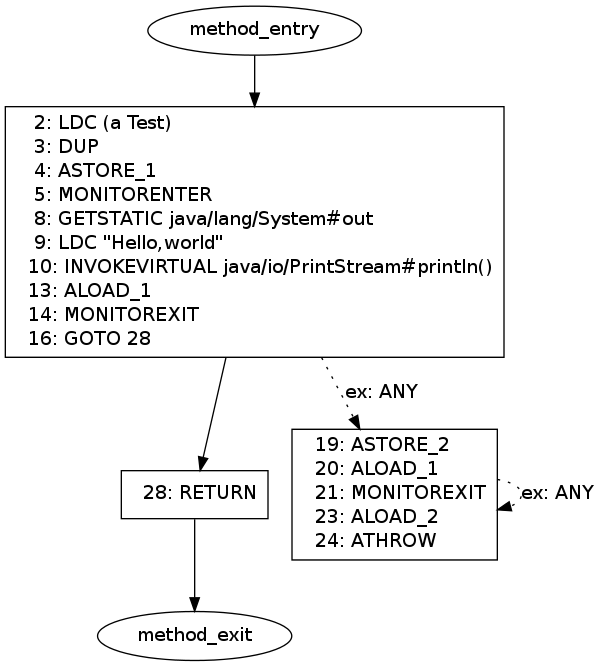 method_entry
2: LDC (a Test)
3: DUP
4: ASTORE_1
5: MONITORENTER
8: GETSTATIC java/lang/System#out
9: LDC "Hello,world"
10: INVOKEVIRTUAL java/io/PrintStream#println()
13: ALOAD_1
14: MONITOREXIT
16: GOTO 28
ex: ANY
19: ASTORE_2
20: ALOAD_1
21: MONITOREXIT
23: ALOAD_2
24: ATHROW
ex: ANY
28: RETURN
method_exit